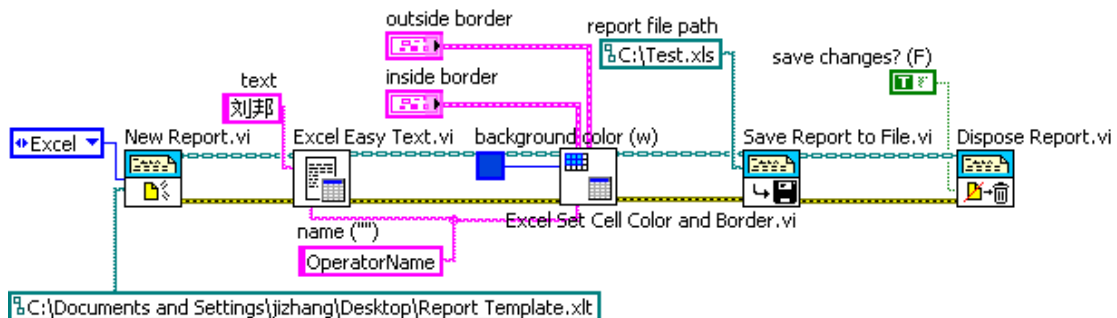 outside border
report file path
C:\Test.xls
save changes? (F)
T
text
inside border
刘邦
Excel
New Report.vi
Excel Easy Text.vi
background color (w)
Save Report to File.vi
Dispose Report.vi
Excel Set Cell Color and Border.vi
name ("")
OperatorName
C:\Documents and Settings\jizhang\Desktop\Report Template.xlt